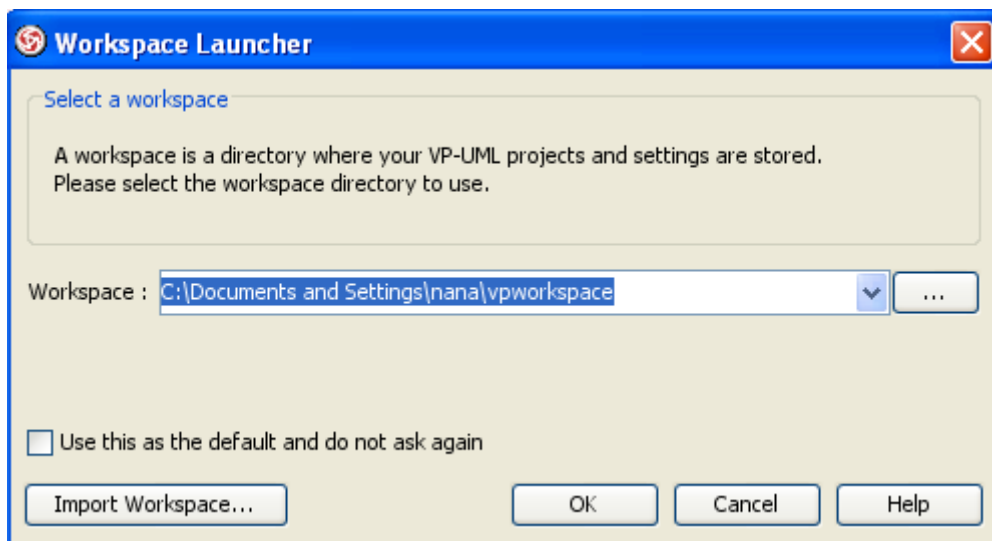 Workspace Launcher
Select a workspace
A workspace is a directory where your VP-UML projects and settings are stored.
Please select the workspace directory to use.
Workspace : C:\Documents and Settings\nana\vpworkspace ...
Use this as the default and do not ask again
Import Workspace... OK Cancel Help